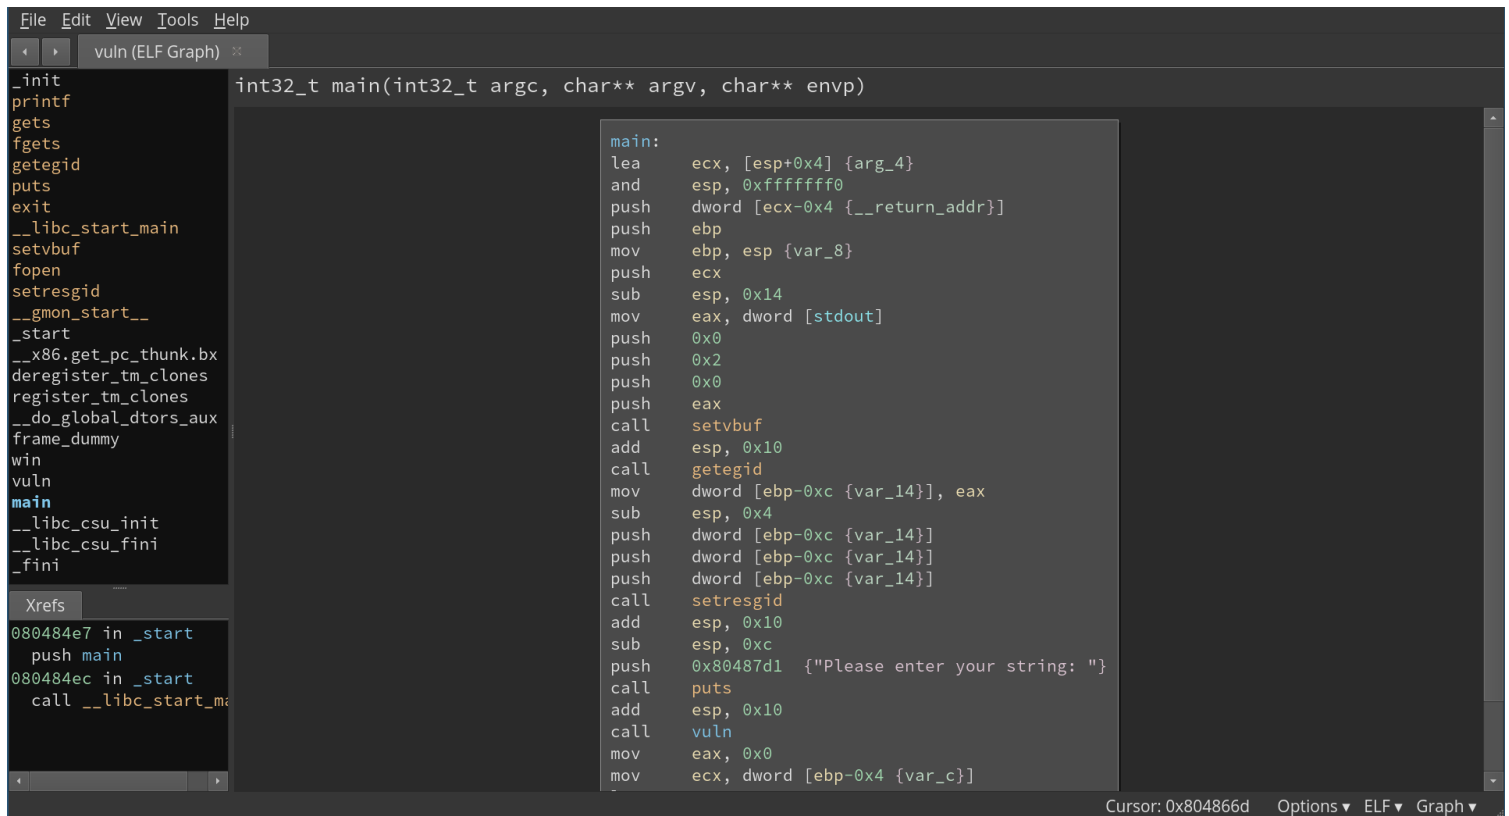 File Edit View Tools Help
vuln (ELF Graph)
_init
printf
gets
fgets
getegid
puts
exit
__libc_start_main
setvbuf
fopen
setresgid
__gmon_start__
_start
__x86.get_pc_thunk.bx
deregister_tm_clones
register_tm_clones
__do_global_dtors_aux
frame_dummy
win
vuln
main
__libc_csu_init
__libc_csu_fini
_fini
Xrefs
080484e7 in _start
push main
080484ec in _start
call __libc_start_ma
int32_t main(int32_t argc, char** argv, char** envp)
main:
lea ecx, [esp+0x4] {arg_4}
and esp, 0xfffffff0
push dword [ecx-0x4 {__return_addr}]
push ebp
mov ebp, esp {var_8}
push ecx
sub esp, 0x14
mov eax, dword [stdout]
push 0x0
push 0x2
push 0x0
push eax
call setvbuf
add esp, 0x10
call getegid
mov dword [ebp-0xc {var_14}], eax
sub esp, 0x4
push dword [ebp-0xc {var_14}]
push dword [ebp-0xc {var_14}]
push dword [ebp-0xc {var_14}]
call setresgid
add esp, 0x10
sub esp, 0xc
push 0x80487d1 {"Please enter your string: "}
call puts
add esp, 0x10
call vuln
mov eax, 0x0
mov ecx, dword [ebp-0x4 {var_c}]
Cursor: 0x804866d Options ELF Graph